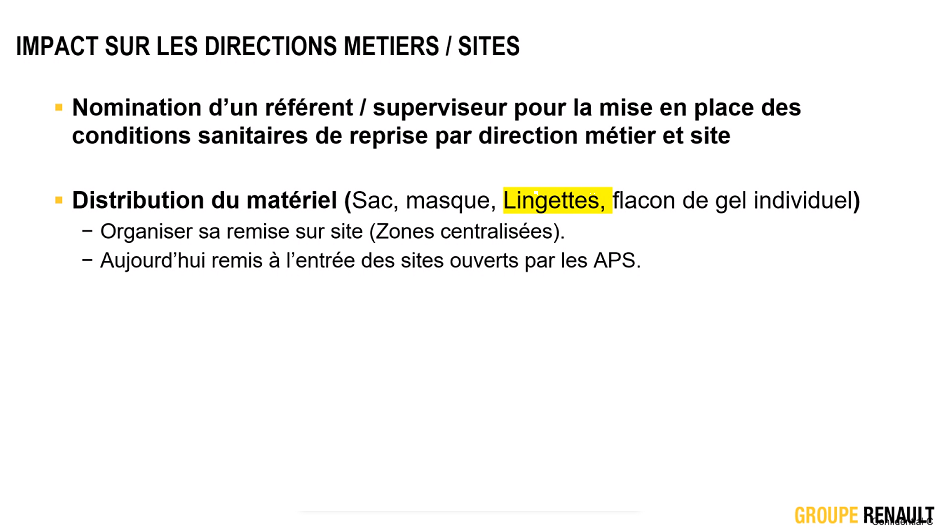 IMPACT SUR LES DIRECTIONS METIERS / SITES
▪ Nomination d’un référent / superviseur pour la mise en place des
conditions sanitaires de reprise par direction métier et site
▪ Distribution du matériel (Sac, masque, Lingettes, flacon de gel individuel)
− Organiser sa remise sur site (Zones centralisées).
− Aujourd’hui remis à l’entrée des sites ouverts par les APS.
GROUPE RENAULT
Confidential C